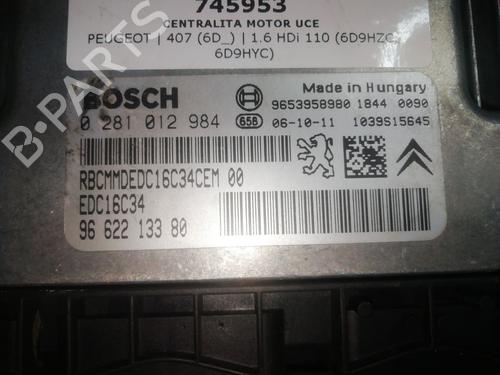 745953
CENTRALITA MOTOR UCE
PEUGEOT | 407 (6D_) | 1.6 HDi 110 (6D9HZC,
6D9HYC)
B-PARTS
BOSCH
Made in Hungary
9653958980 1844 0090
0 281 012 984 658 06-10-11 1039S15645
RBCMMDEDC16C34CEM 00
EDC16C34
96 622 133 80